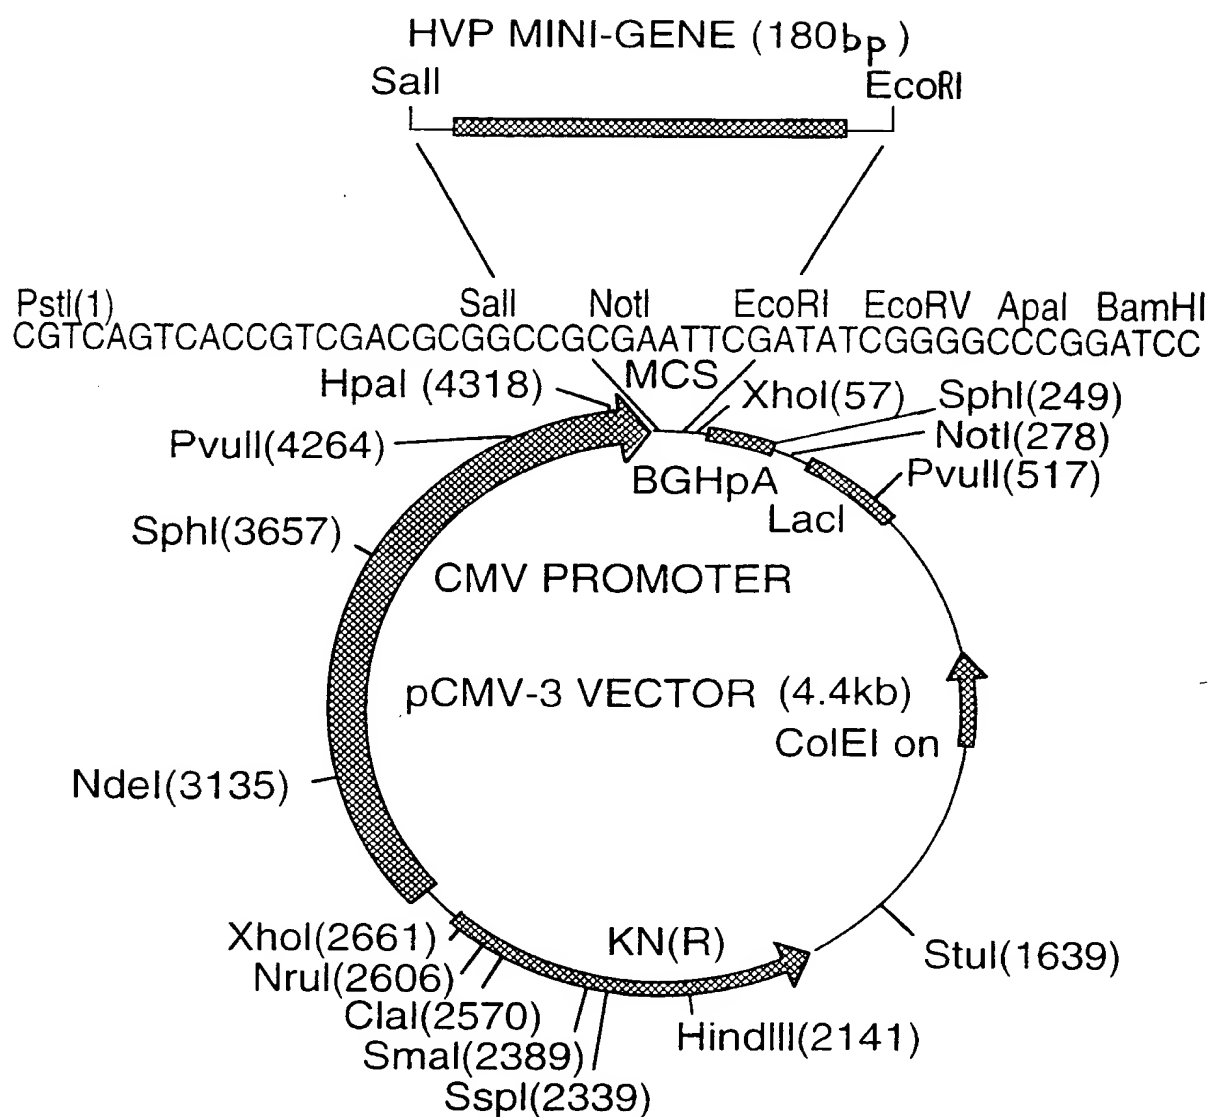 HVP MINI-GENE (180bp)
SalI
EcoRI
PstI(1)
SalI
NotI
EcoRI
EcoRV
ApaI
BamHI
CGTCAGTCACCGTCGACGCGGCCGCGAATTCGATATCGGGGCCCGGATCC
MCS
HpaI (4318)
XhoI(57)
SphI(249)
PvuII(4264)
NotI(278)
BGHpA
PvuII(517)
LacI
SphI(3657)
CMV PROMOTER
pCMV-3 VECTOR (4.4kb)
ColEI on
NdeI(3135)
XhoI(2661)
KN(R)
StuI(1639)
NruI(2606)
ClaI(2570)
HindIII(2141)
SmaI(2389)
SspI(2339)